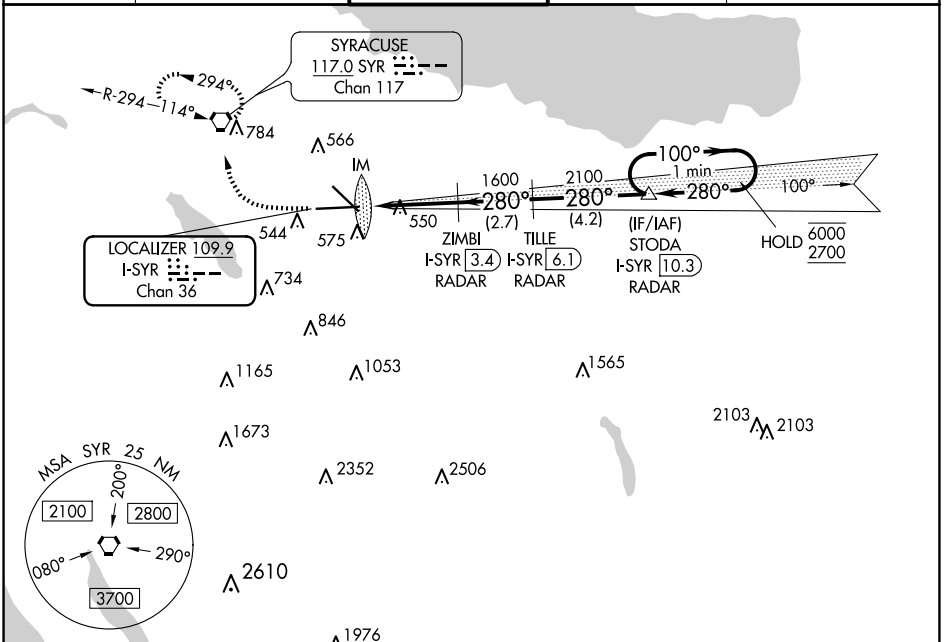 SYRACUSE
117.0 SYR
Chan 117
294°
R-294
114°
784
566
IM
100°
1 min
1600
2100
280°
280°
280°
100°
(2.7)
(4.2)
550
544
575
(IF/IAF)
ZIMBI
TILLE
STODA
I-SYR 3.4
I-SYR 6.1
I-SYR 10.3
RADAR
RADAR
RADAR
HOLD 6000
2700
LOCALIZER 109.9
I-SYR
Chan 36
734
846
1165
1053
1565
1673
2103
2103
2352
2506
MSA SYR 25 NM
200°
2100
2800
080°
290°
3700
2610
1976